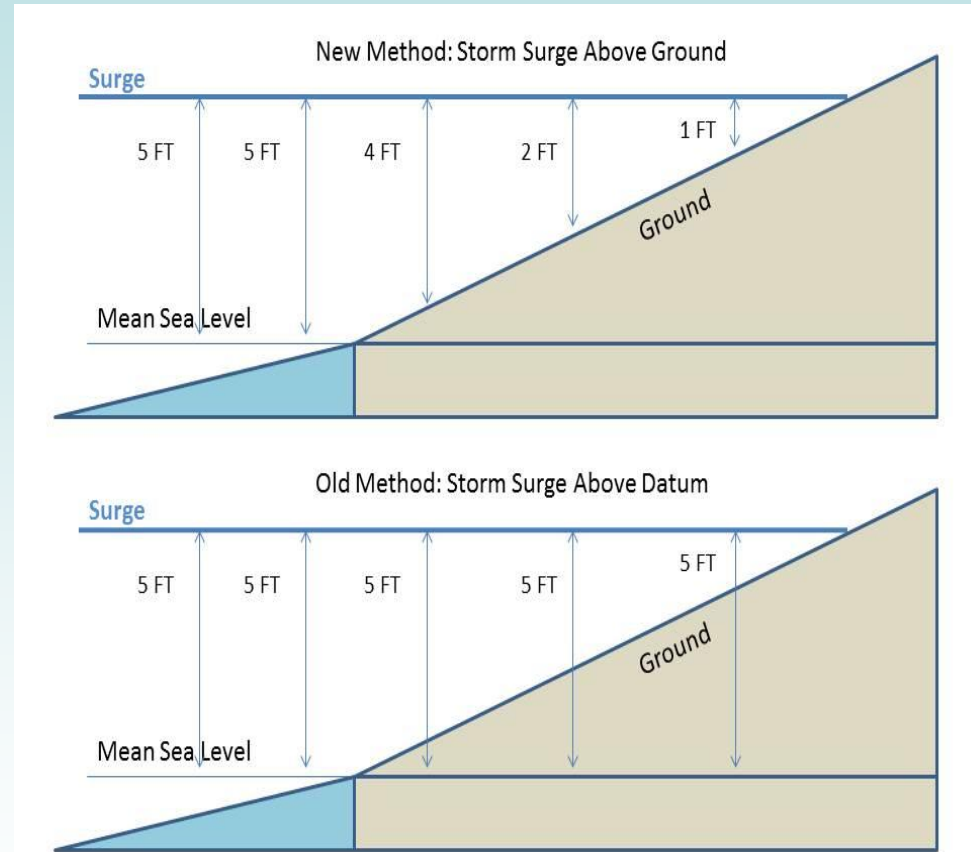 New Method: Storm Surge Above Ground
Surge
5 FT 5 FT 4 FT 2 FT 1 FT
Ground
Mean Sea Level
Old Method: Storm Surge Above Datum
Surge
5 FT 5 FT 5 FT 5 FT 5 FT
Ground
Mean Sea Level